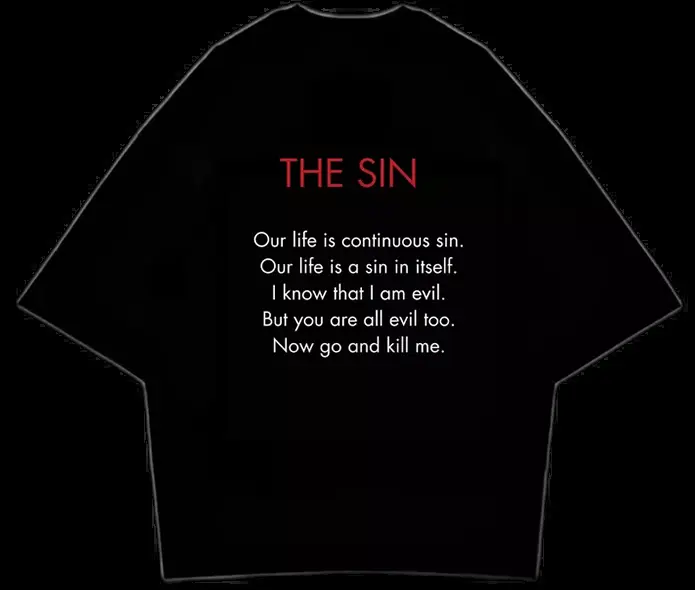 THE SIN
Our life is continuous sin.
Our life is a sin in itself.
I know that I am evil.
But you are all evil too.
Now go and kill me.